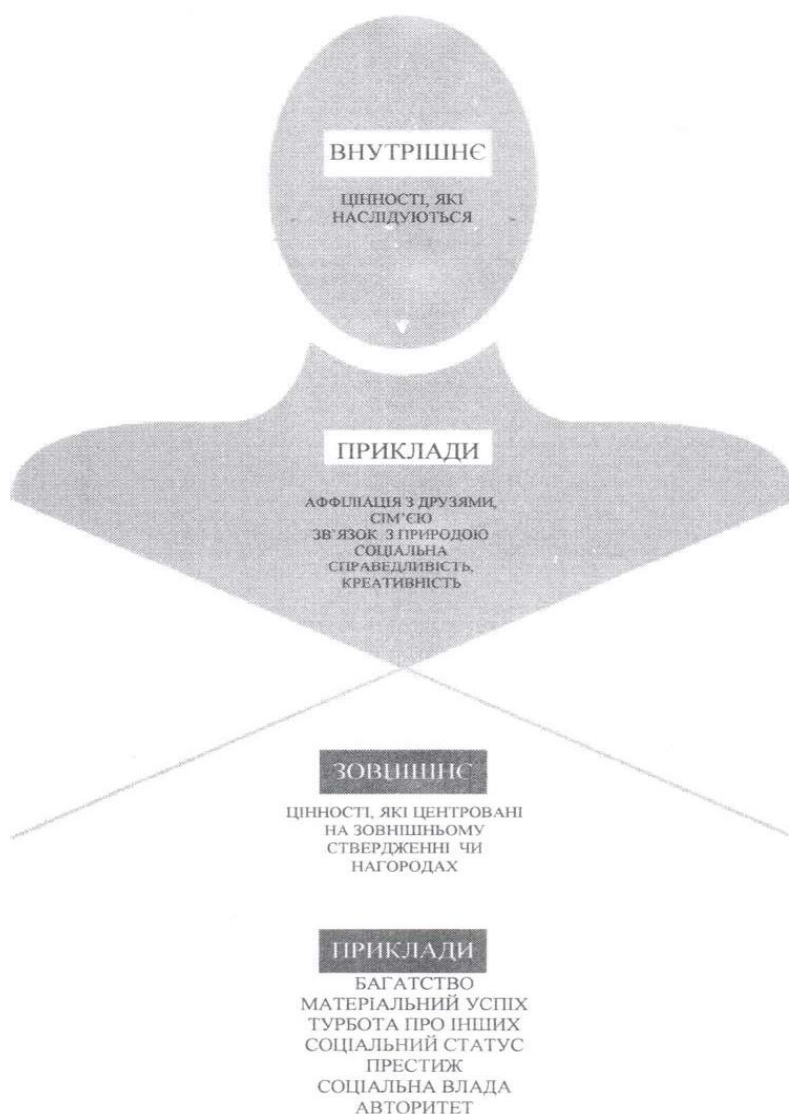 ВНУТРІШНЄ
ЦІННОСТІ, ЯКІ
НАСЛІДУЮТЬСЯ
ПРИКЛАДИ
АФФІЛІАЦІЯ З ДРУЗЯМИ,
СІМ'ЄЮ
ЗВ'ЯЗОК З ПРИРОДОЮ
СОЦІАЛЬНА
СПРАВЕДЛИВІСТЬ,
КРЕАТИВНІСТЬ
ЗОВНІШНЄ
ЦІННОСТІ, ЯКІ ЦЕНТРОВАНІ
НА ЗОВНІШНЬОМУ
СТВЕРДЖЕННІ ЧИ
НАГОРОДАХ
ПРИКЛАДИ
БАГАТСТВО
МАТЕРІАЛЬНИЙ УСПІХ
ТУРБОТА ПРО ІНШИХ
СОЦІАЛЬНИЙ СТАТУС
ПРЕСТИЖ
СОЦІАЛЬНА ВЛАДА
АВТОРИТЕТ